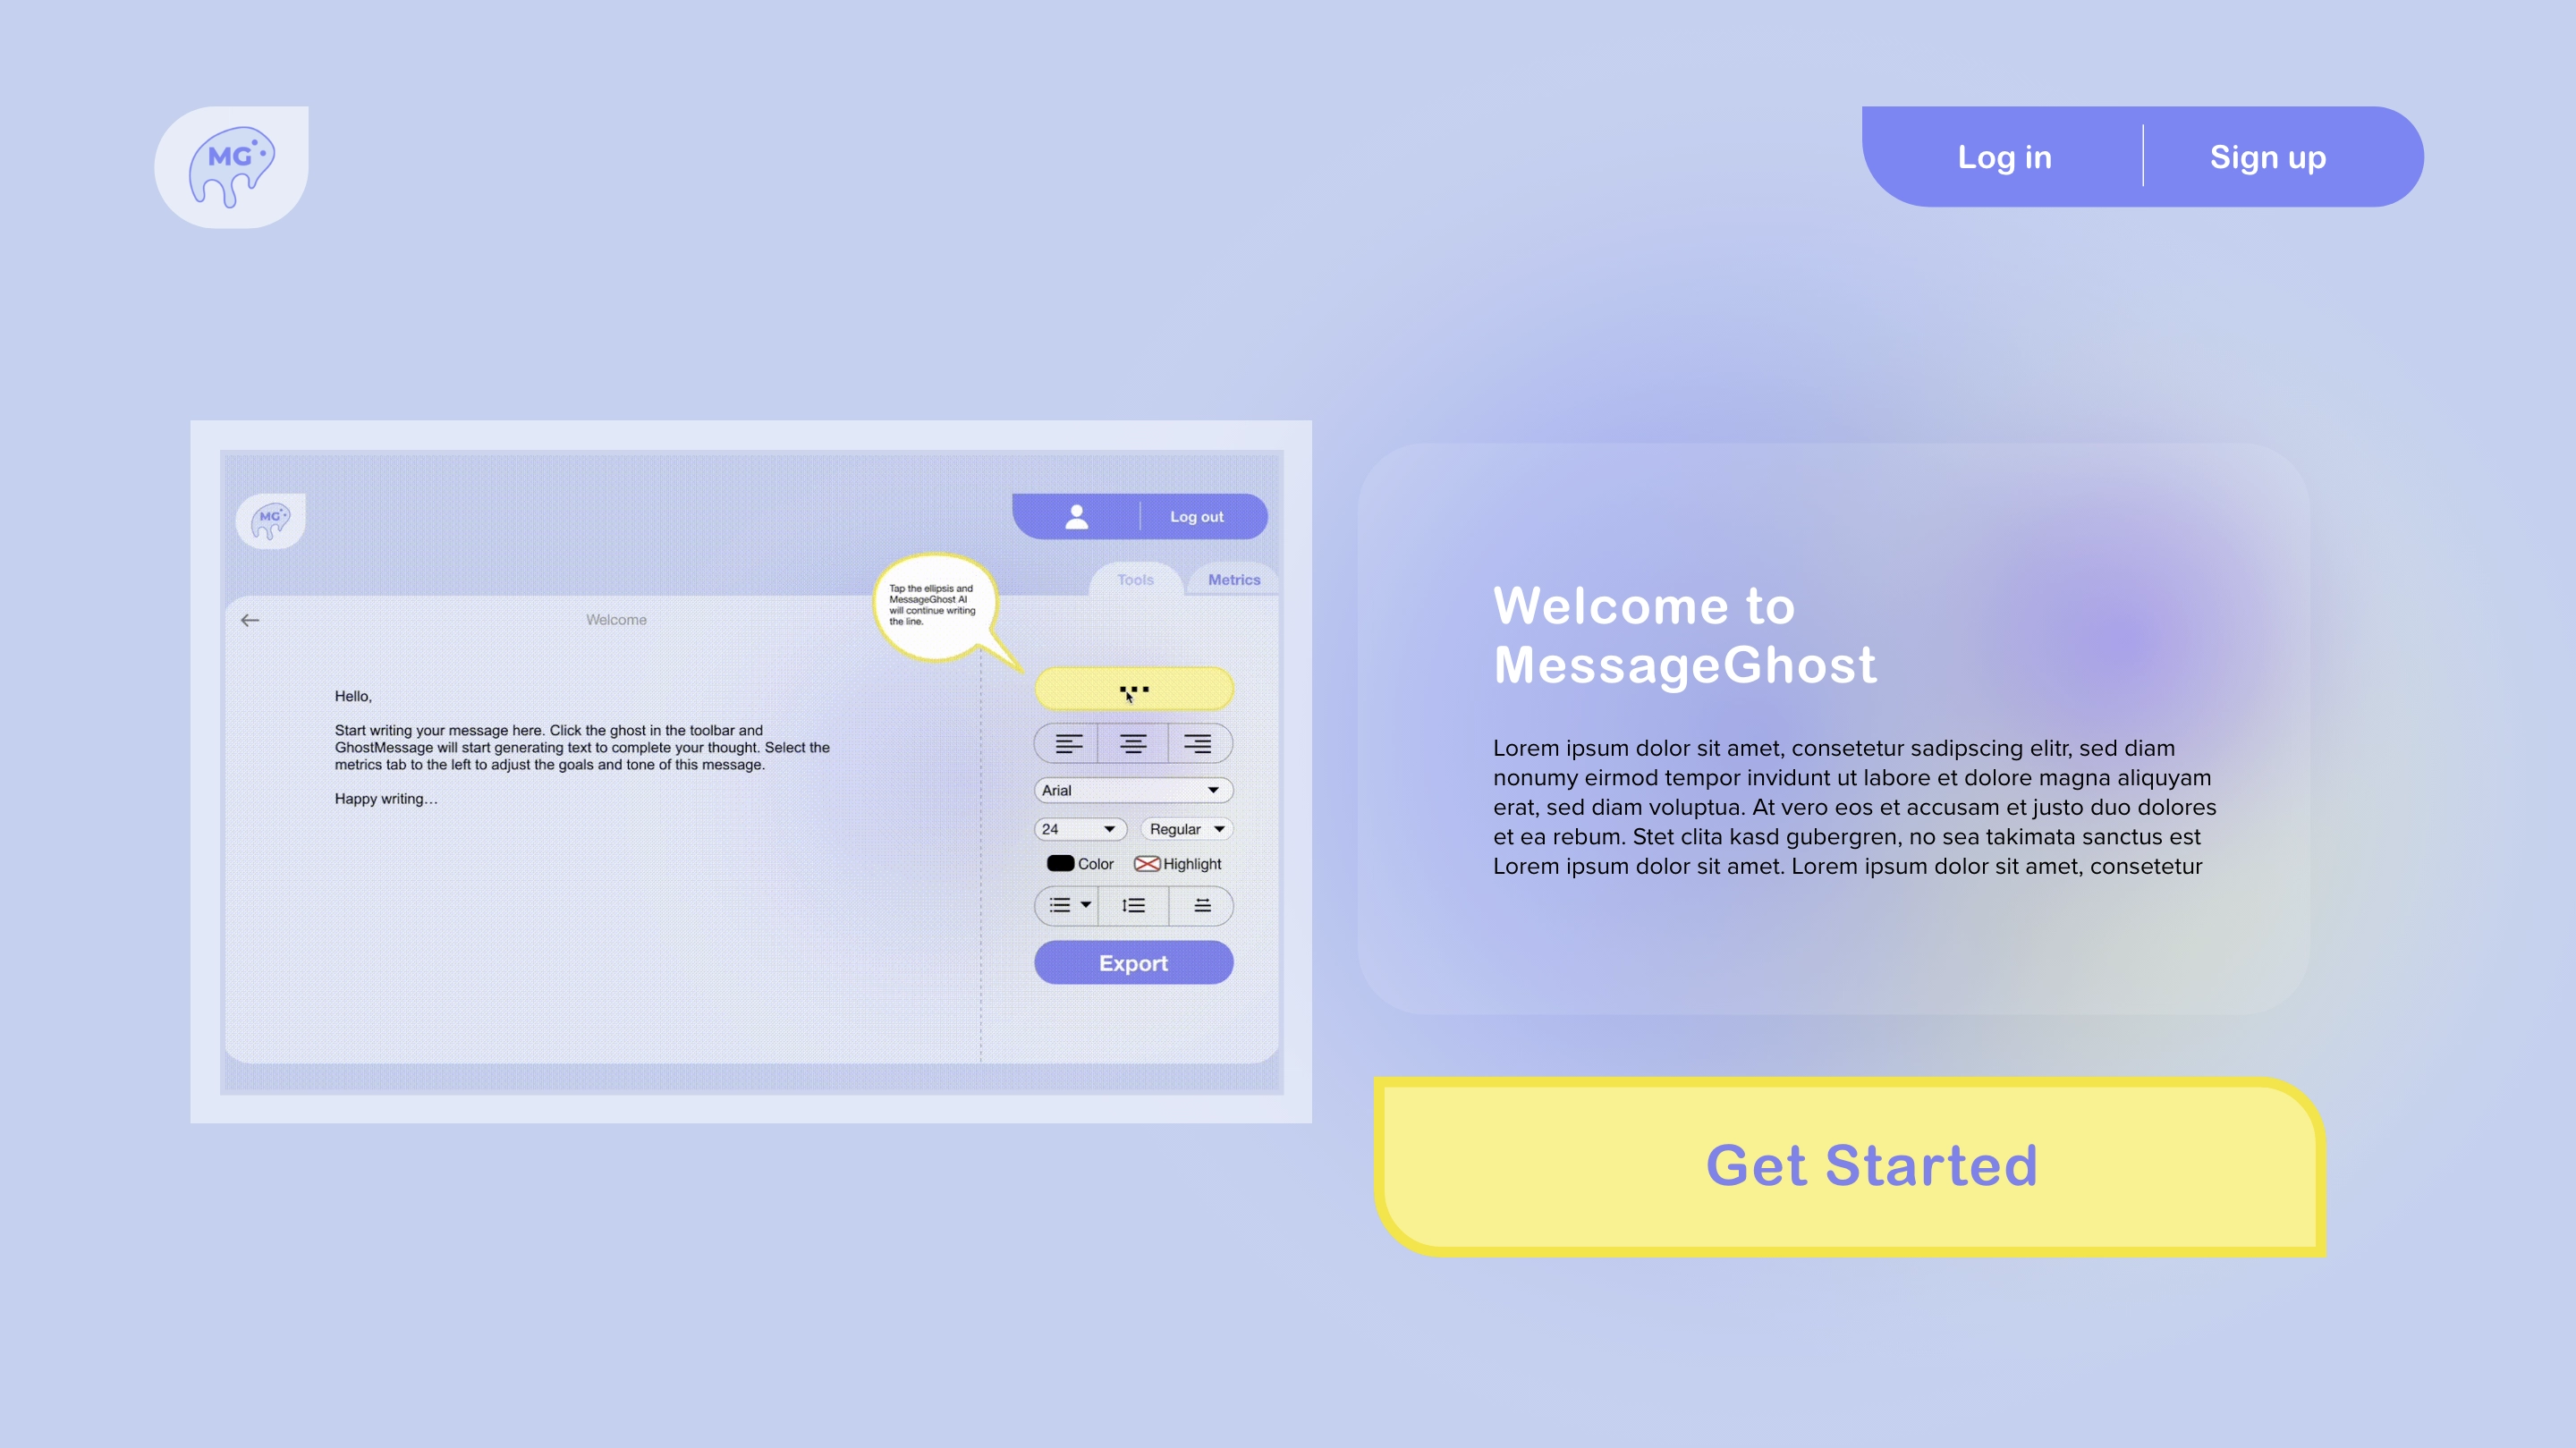 MG
Log in
Sign up
MG
Log out
Tools
Metrics
Tap the ellipsis and
MessageGhost AI
will continue writing
the line.
Welcome
...
Hello,
Start writing your message here. Click the ghost in the toolbar and
GhostMessage will start generating text to complete your thought. Select the
metrics tab to the left to adjust the goals and tone of this message.
Happy writing...
Arial
24
Regular
Color
Highlight
Export
Welcome to
MessageGhost
Lorem ipsum dolor sit amet, consetetur sadipscing elitr, sed diam
nonumy eirmod tempor invidunt ut labore et dolore magna aliquyam
erat, sed diam voluptua. At vero eos et accusam et justo duo dolores
et ea rebum. Stet clita kasd gubergren, no sea takimata sanctus est
Lorem ipsum dolor sit amet. Lorem ipsum dolor sit amet, consetetur
Get Started